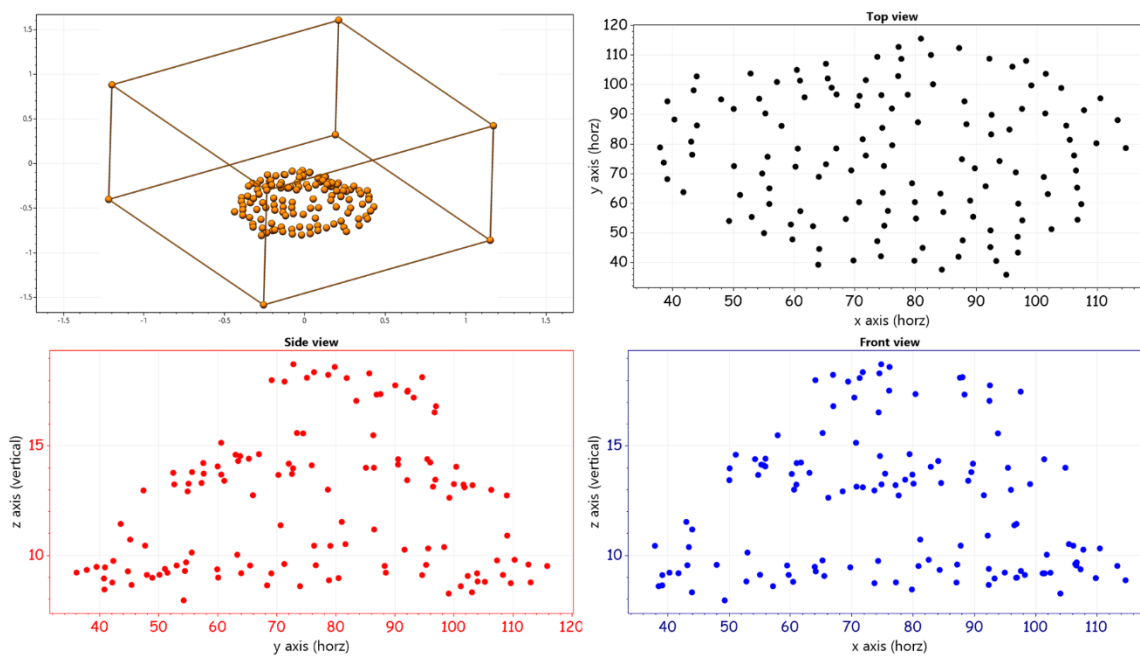 1.5
1
0.5
0
-0.5
-1
-1.5
-1.5 -1 -0.5 0 0.5 1 1.5
Top view
120
110
100
90
80
70
60
50
40
y axis (horz)
40 50 60 70 80 90 100 110
x axis (horz)
Side view
15
10
z axis (vertical)
40 50 60 70 80 90 100 110 120
y axis (horz)
Front view
15
10
z axis (vertical)
40 50 60 70 80 90 100 110
x axis (horz)